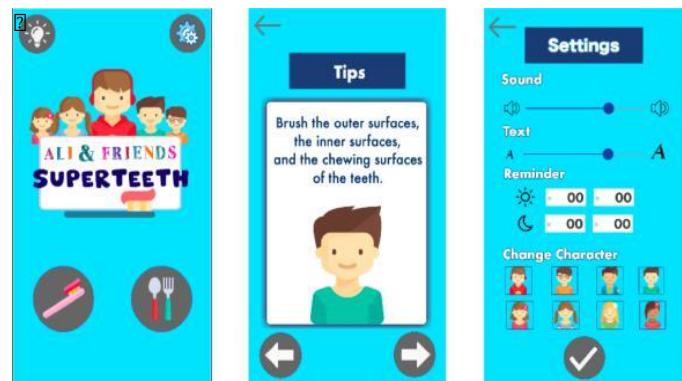 ALI & FRIENDS
SUPERTEETH
Tips
Brush the outer surfaces,
the inner surfaces,
and the chewing surfaces
of the teeth.
Settings
Sound
Text
A A
Reminder
00 00
00 00
Change Character